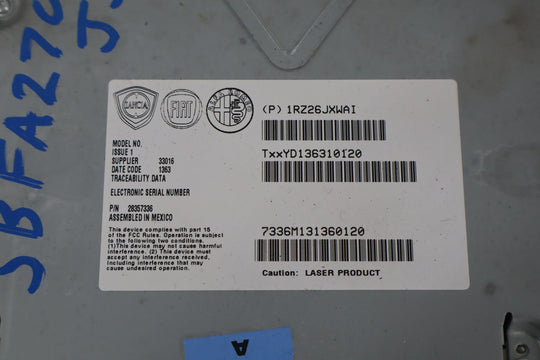 SBFA270
J
LANCIA
FIAT
ALFA ROMEO
(P) 1RZ26JXWAI
MODEL NO.
ISSUE 1
SUPPLIER 33016
DATE CODE 1363
TRACEABILITY DATA
TxxYD136310120
ELECTRONIC SERIAL NUMBER
P/N 28357336
ASSEMBLED IN MEXICO
This device complies with part 15
of the FCC Rules. Operation is subject
to the following two conditions.
(1)This device may not cause harmful
interference. (2) This device must
accept any interference received,
including interference that may
cause undesired operation.
7336M131360120
Caution: LASER PRODUCT
A